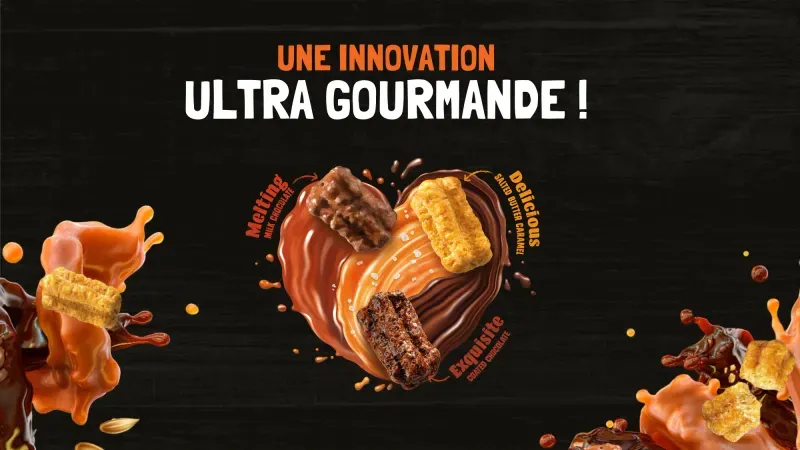 UNE INNOVATION
ULTRA GOURMANDE !
Melting
MILK CHOCOLATE
Delicious
SALTED BUTTER CARAMEL
Exquisite
COATED CHOCOLATE